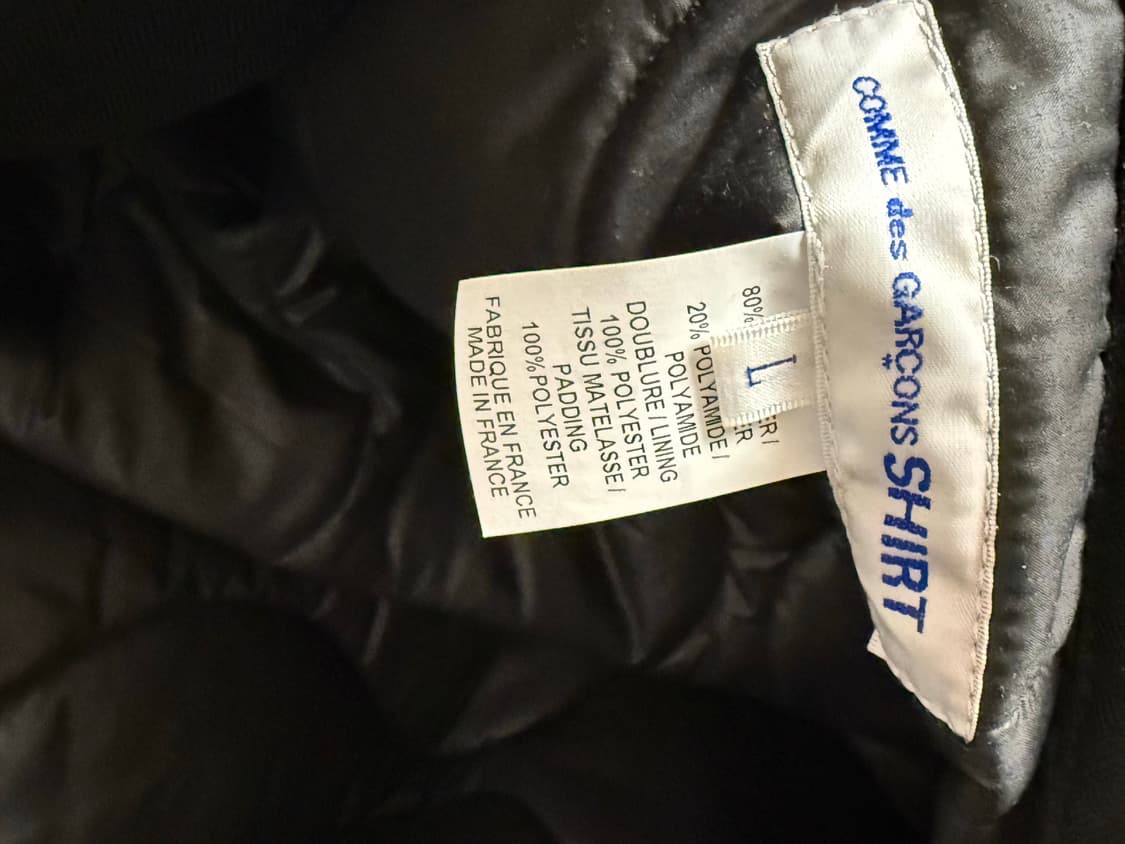 COMME des GARÇONS SHIRT
L
80%
20% POLYAMIDE /
POLYAMIDE
DOUBLURE / LINING
100% POLYESTER
TISSU MATELASSE /
PADDING
100%POLYESTER
FABRIQUE EN FRANCE
MADE IN FRANCE